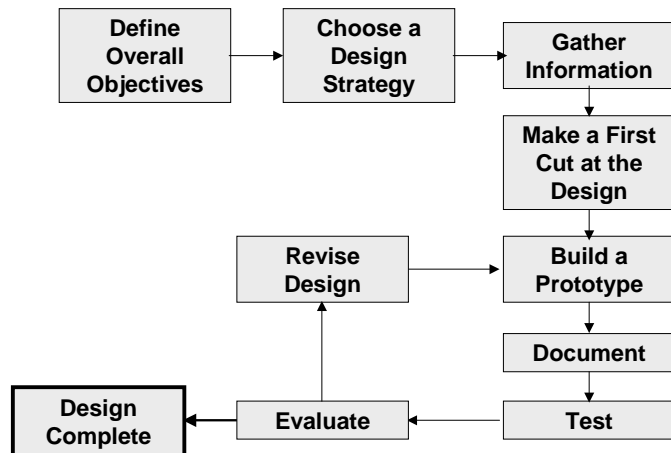 Define
Overall
Objectives
Choose a
Design
Strategy
Gather
Information
Make a First
Cut at the
Design
Revise
Design
Build a
Prototype
Document
Design
Complete
Evaluate
Test